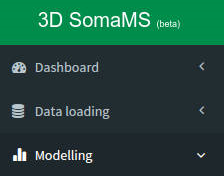 3D SomaMS (beta)
Dashboard
Data loading
Modelling